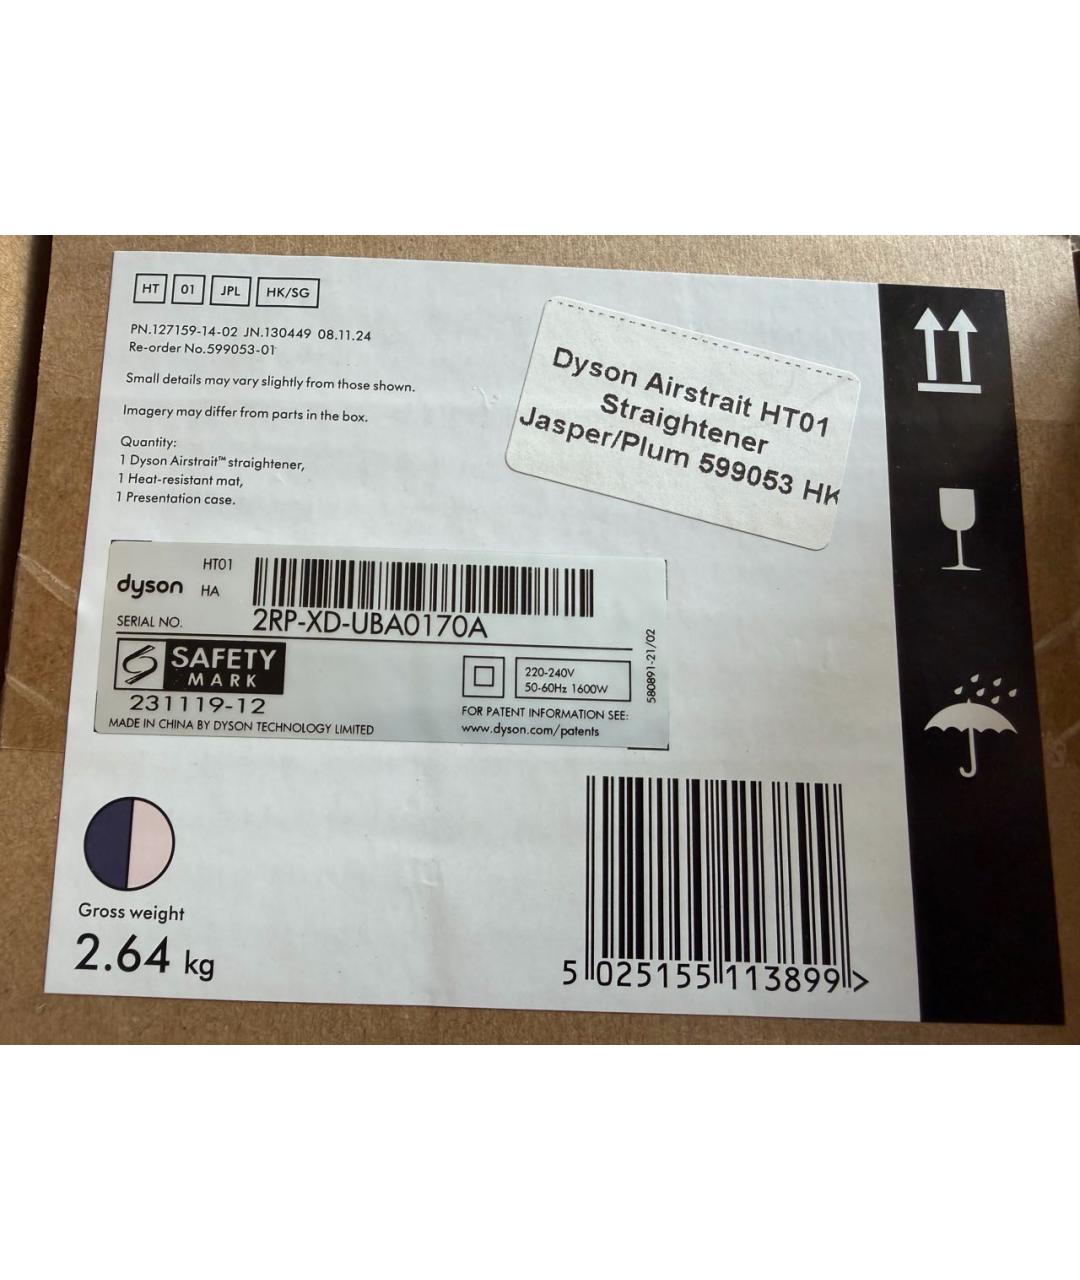 HT 01 JPL HK/SG
PN.127159-14-02 JN.130449 08.11.24
Re-order No.599053-01
Small details may vary slightly from those shown.
Imagery may differ from parts in the box.
Quantity:
1 Dyson Airstrait™ straightener,
1 Heat-resistant mat,
1 Presentation case.
Dyson Airstrait HT01
Straightener
Jasper/Plum 599053 HK
dyson
HT01
HA
SERIAL NO.
2RP-XD-UBA0170A
SAFETY
MARK
231119-12
MADE IN CHINA BY DYSON TECHNOLOGY LIMITED
220-240V
50-60Hz 1600W
FOR PATENT INFORMATION SEE:
www.dyson.com/patents
580891-21/02
Gross weight
2.64 kg
5 025155 113899 >